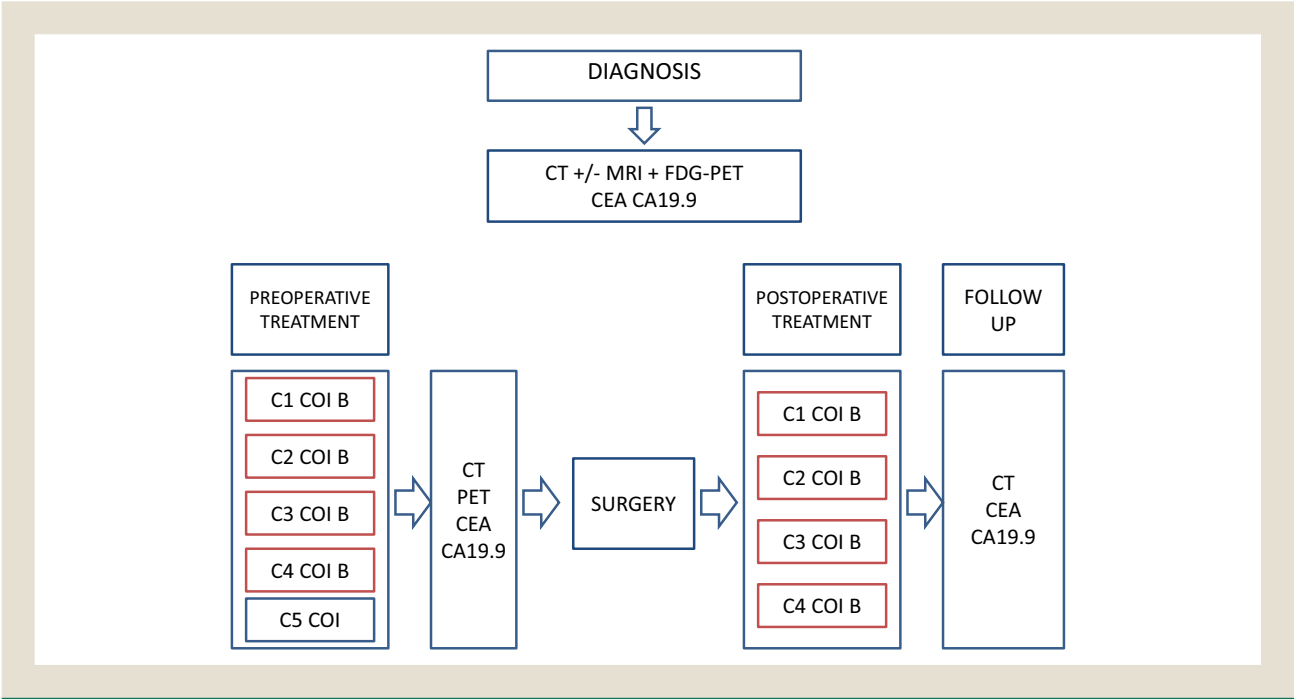 DIAGNOSIS
CT +/- MRI + FDG-PET
CEA CA19.9
PREOPERATIVE
TREATMENT
C1 COI B
C2 COI B
C3 COI B
C4 COI B
C5 COI
CT
PET
CEA
CA19.9
SURGERY
POSTOPERATIVE
TREATMENT
C1 COI B
C2 COI B
C3 COI B
C4 COI B
FOLLOW
UP
CT
CEA
CA19.9